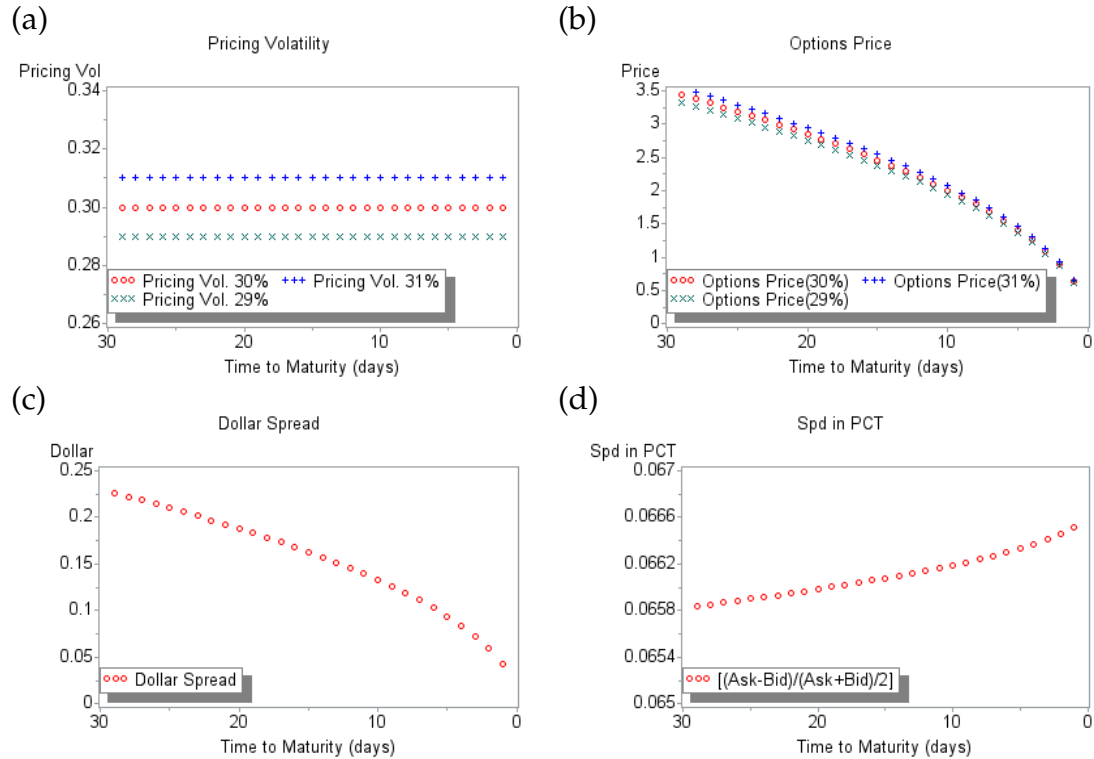 (a)
Pricing Volatility
Pricing Vol
0.34
0.32
0.30
0.28
0.26
Pricing Vol. 30%
Pricing Vol. 31%
Pricing Vol. 29%
30
20
10
0
Time to Maturity (days)
(b)
Options Price
Price
3.5
3
2.5
2
1.5
1
0.5
0
Options Price(30%)
Options Price(31%)
Options Price(29%)
30
20
10
0
Time to Maturity (days)
(c)
Dollar Spread
Dollar
0.25
0.2
0.15
0.1
0.05
0
Dollar Spread
30
20
10
0
Time to Maturity (days)
(d)
Spd in PCT
Spd in PCT
0.067
0.0666
0.0662
0.0658
0.0654
0.065
[(Ask-Bid)/(Ask+Bid)/2]
30
20
10
0
Time to Maturity (days)